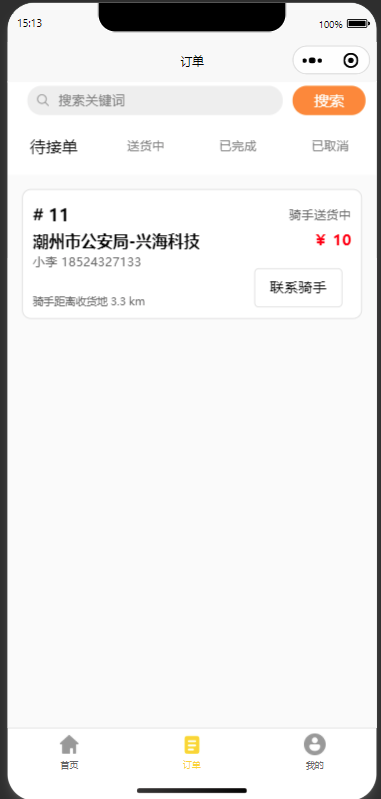 15:13
100%
订单
搜索关键词
搜索
待接单 送货中 已完成 已取消
# 11 骑手送货中
潮州市公安局-兴海科技 ￥ 10
小李 18524327133
联系骑手
骑手距离收货地 3.3 km
首页 订单 我的